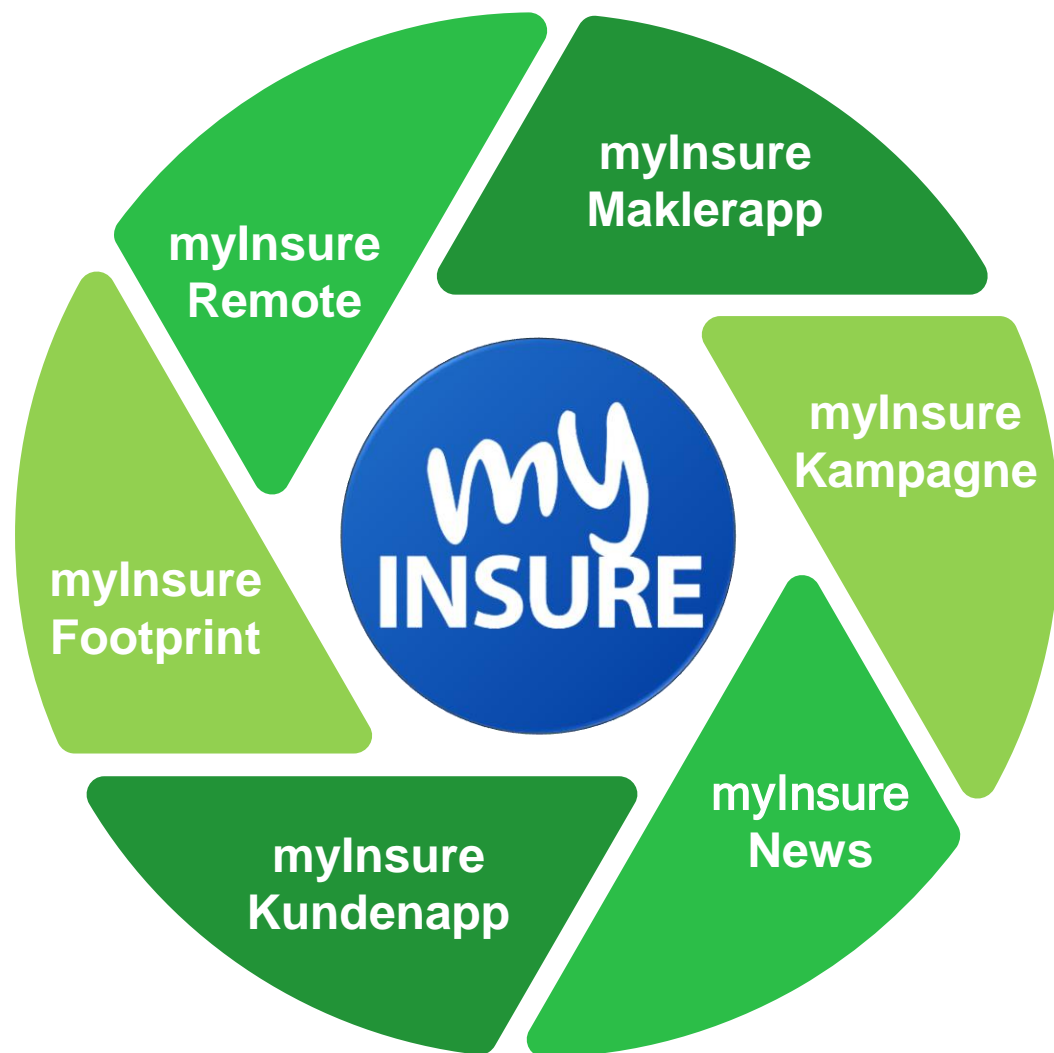 myInsure
Maklerapp
myInsure
Remote
myInsure
Kampagne
my
INSURE
myInsure
Footprint
myInsure
News
myInsure
Kundenapp